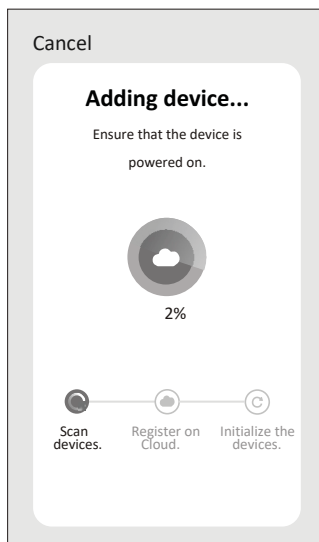 Cancel
Adding device...
Ensure that the device is
powered on.
2%
Scan
devices.
Register on
Cloud.
Initialize the
devices.